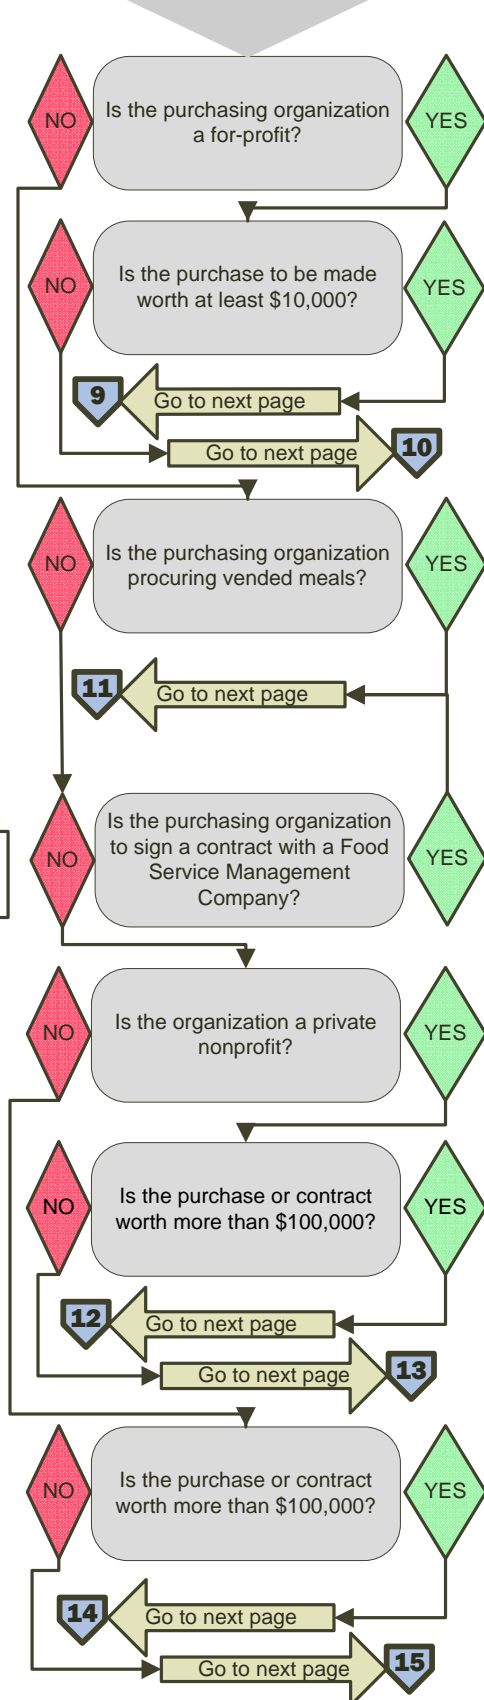 NO
Is the purchasing organization
a for-profit?
YES
NO
Is the purchase to be made
worth at least $10,000?
YES
9
Go to next page
Go to next page
10
NO
Is the purchasing organization
procuring vended meals?
YES
11
Go to next page
NO
Is the purchasing organization
to sign a contract with a Food
Service Management
Company?
YES
NO
Is the organization a private
nonprofit?
YES
NO
Is the purchase or contract
worth more than $100,000?
YES
12
Go to next page
Go to next page
13
NO
Is the purchase or contract
worth more than $100,000?
YES
14
Go to next page
Go to next page
15